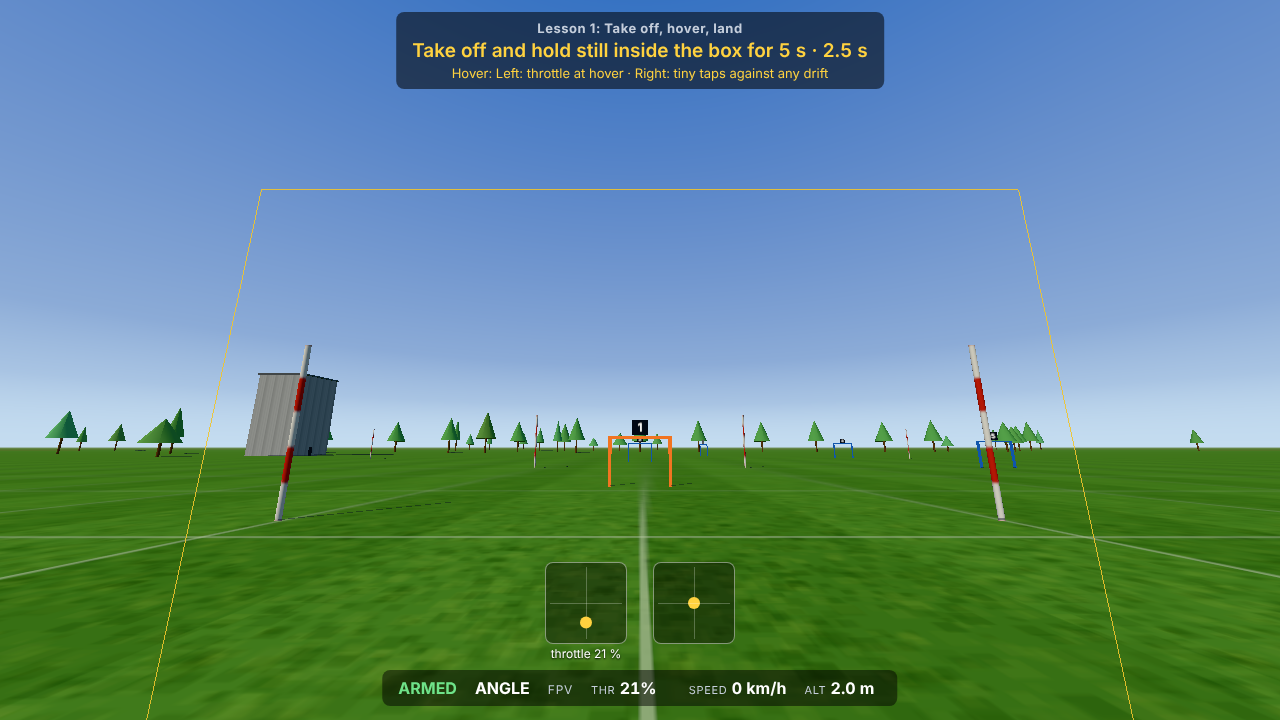 Lesson 1: Take off, hover, land
Take off and hold still inside the box for 5 s · 2.5 s
Hover: Left: throttle at hover · Right: tiny taps against any drift
1
throttle 21 %
ARMED ANGLE FPV THR 21% SPEED 0 km/h ALT 2.0 m